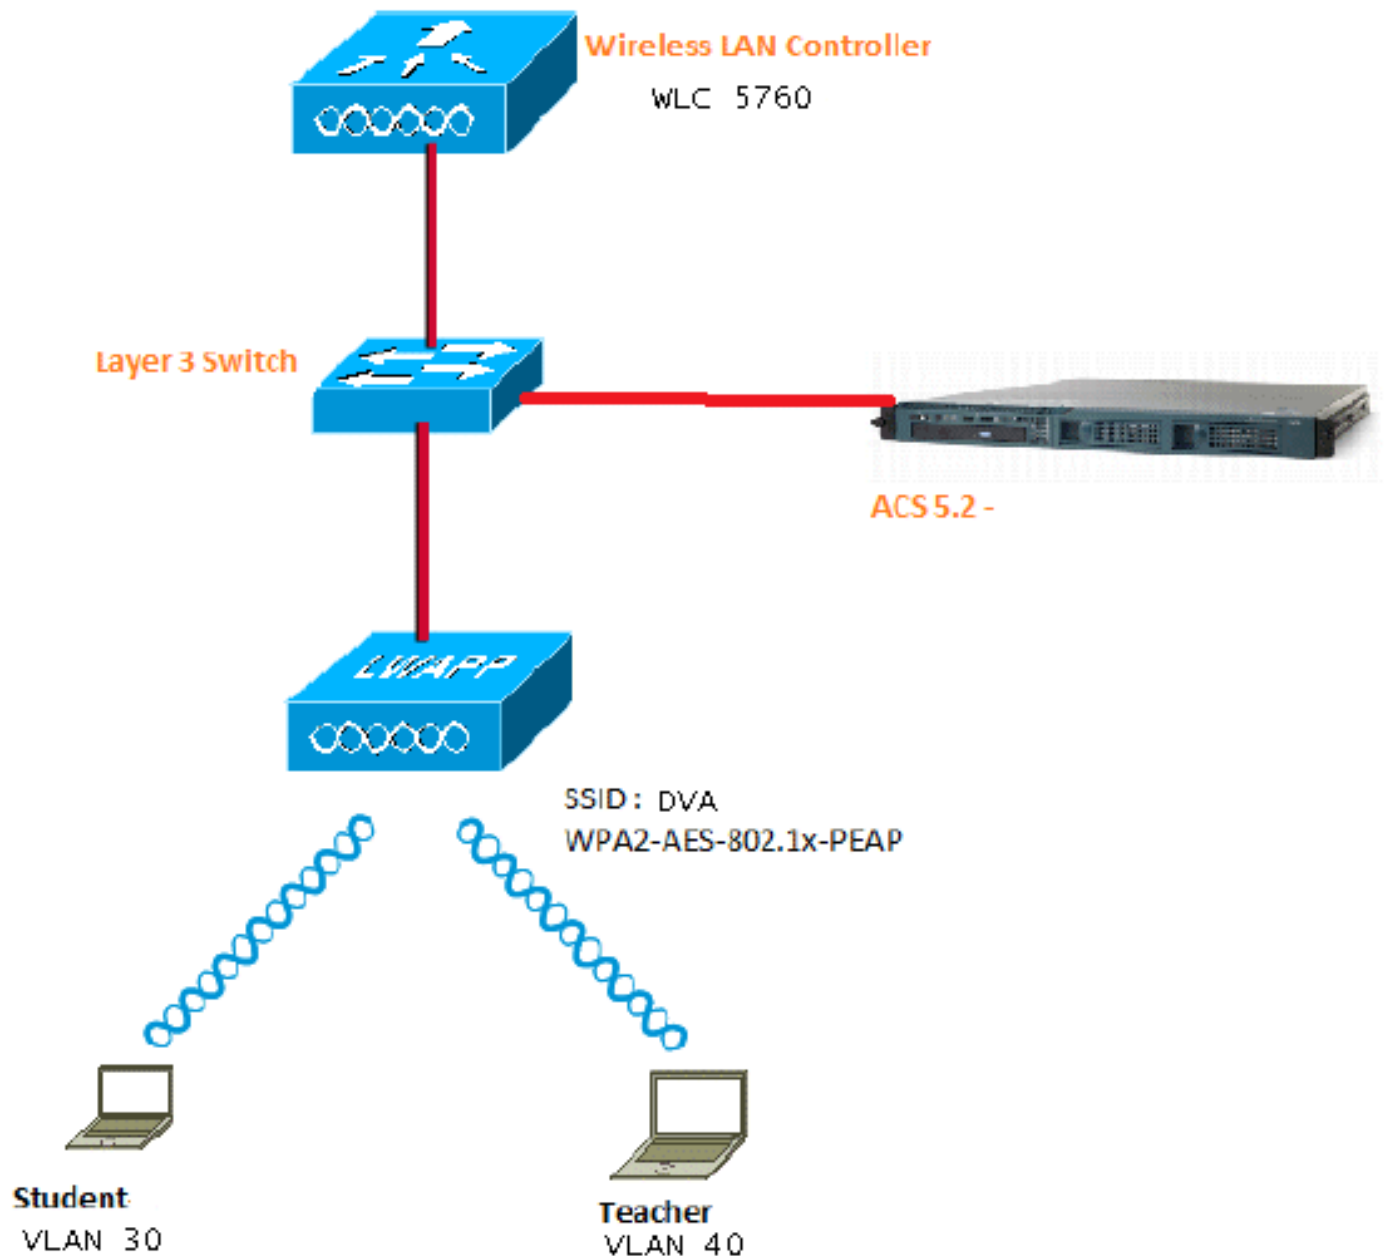 Wireless LAN Controller
WLC 5760
Layer 3 Switch
ACS 5.2 -
LWAPP
SSID : DVA
WPA2-AES-802.1x-PEAP
Student
VLAN 30
Teacher
VLAN 40